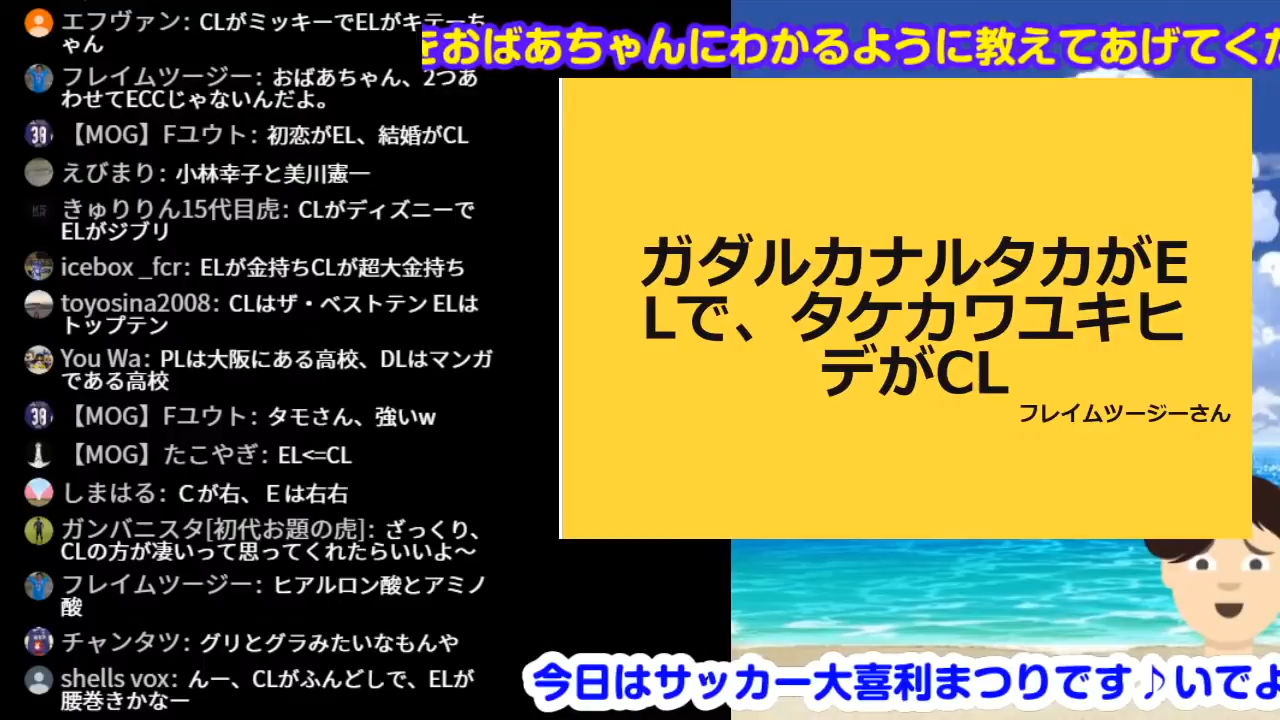 エフヴァン: CLがミッキーでELがキテーち
ゃん
フレイムツージー: おばあちゃん、2つあ
わせてECCじゃないんだよ。
【MOG】Fユウト: 初恋がEL、結婚がCL
えびまり: 小林幸子と美川憲一
きゅりりん15代目虎: CLがディズニーで
ELがジブリ
icebox _fcr: ELが金持ちCLが超大金持ち
toyosina2008: CLはザ・ベストテン ELは
トップテン
You Wa: PLは大阪にある高校、DLはマンガ
である高校
【MOG】Fユウト: タモさん、強いw
【MOG】たこやぎ: EL<=CL
しまはる: Ｃが右、Ｅは右右
ガンバニスタ[初代お題の虎]: ざっくり、
CLの方が凄いって思ってくれたらいいよ〜
フレイムツージー: ヒアルロン酸とアミノ
酸
チャンタツ: グリとグラみたいなもんや
shells vox: んー、CLがふんどしで、ELが
腰巻きかなー
をおばあちゃんにわかるように教えてあげてくだ
ガダルカナルタカがE
Lで、タケカワユキヒ
デがCL
フレイムツージーさん
今日はサッカー大喜利まつりです♪いでよ